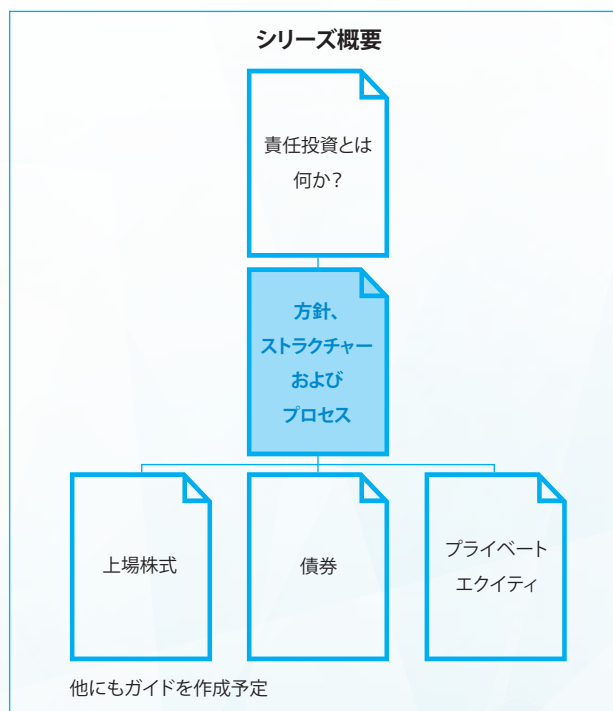 シリーズ概要
責任投資とは
何か？
方針、
ストラクチャー
および
プロセス
上場株式
債券
プライベート
エクイティ
他にもガイドを作成予定